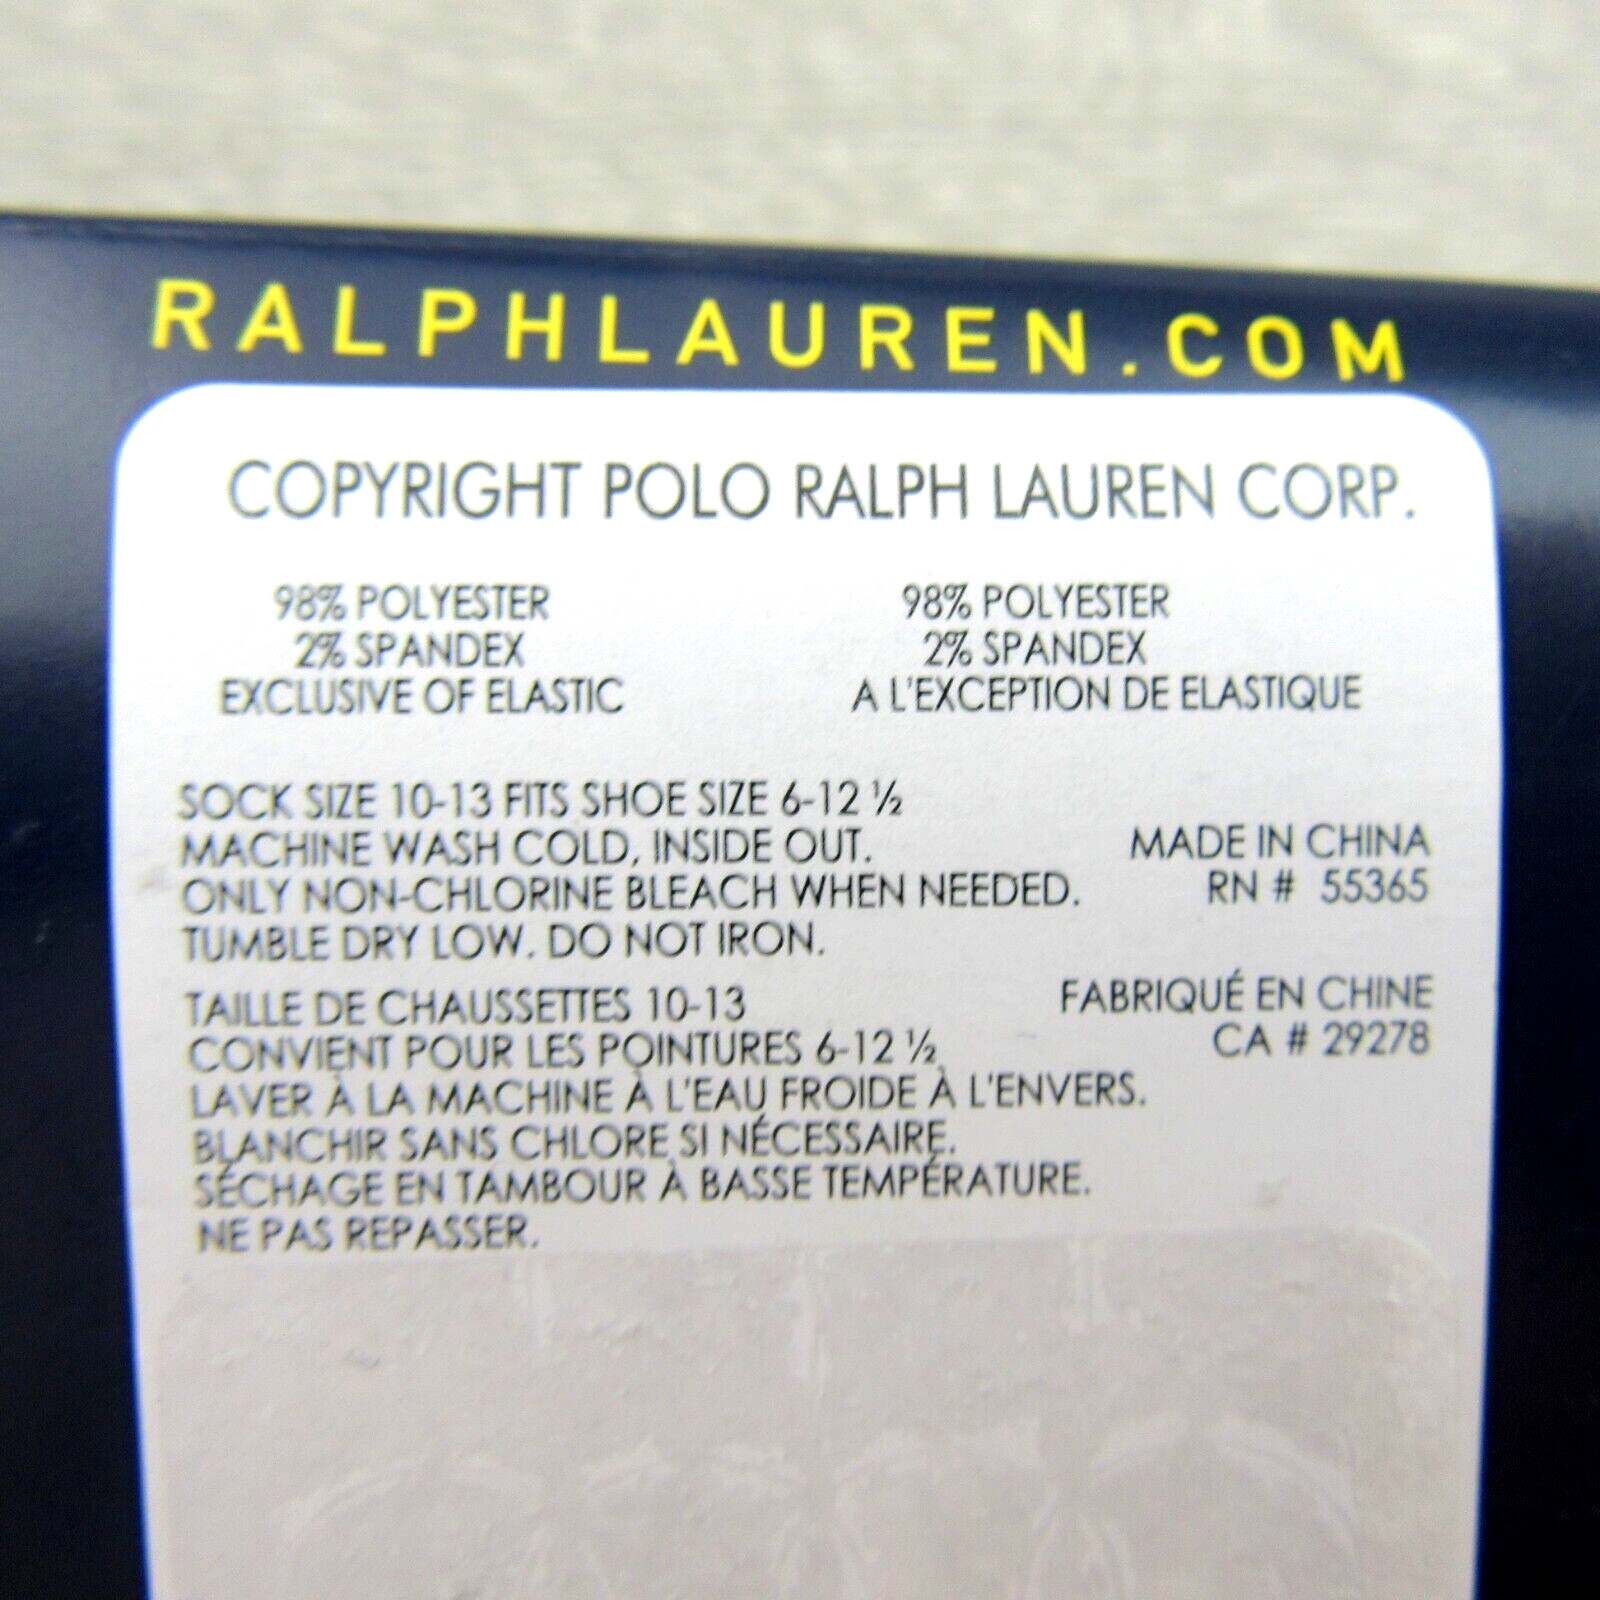 RALPHLAUREN.COM
COPYRIGHT POLO RALPH LAUREN CORP.
98% POLYESTER
2% SPANDEX
EXCLUSIVE OF ELASTIC
98% POLYESTER
2% SPANDEX
A L'EXCEPTION DE ELASTIQUE
SOCK SIZE 10-13 FITS SHOE SIZE 6-12 ½
MACHINE WASH COLD, INSIDE OUT.
ONLY NON-CHLORINE BLEACH WHEN NEEDED.
TUMBLE DRY LOW. DO NOT IRON.
MADE IN CHINA
RN # 55365
TAILLE DE CHAUSSETTES 10-13
CONVIENT POUR LES POINTURES 6-12 ½
LAVER À LA MACHINE À L'EAU FROIDE À L'ENVERS.
BLANCHIR SANS CHLORE SI NÉCESSAIRE.
SÉCHAGE EN TAMBOUR À BASSE TEMPÉRATURE.
NE PAS REPASSER.
FABRIQUÉ EN CHINE
CA # 29278